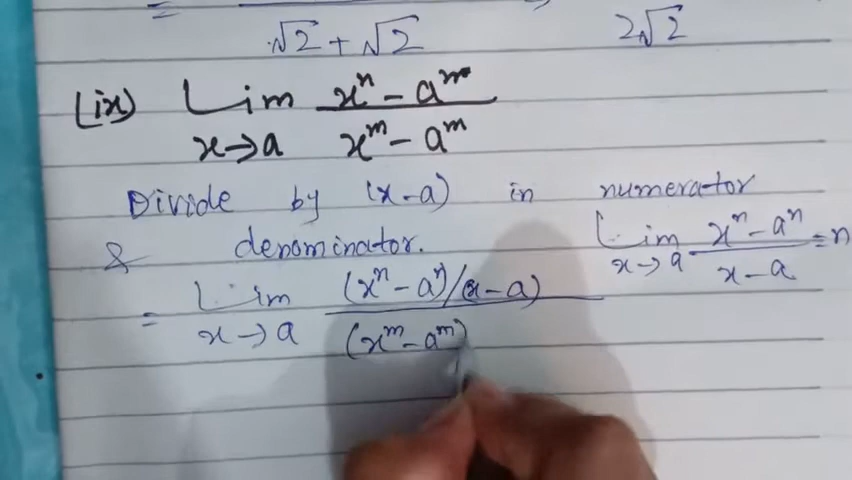 = √2 + √2 2√2
(ix) Lim x→a (xⁿ - aᵐ)/(xᵐ - aᵐ)
Divide by (x-a) in numerator
& denominator. Lim x→a (xⁿ - aⁿ)/(x - a) = n
= Lim x→a (xⁿ - aⁿ)/(x - a)
(xᵐ - aᵐ)